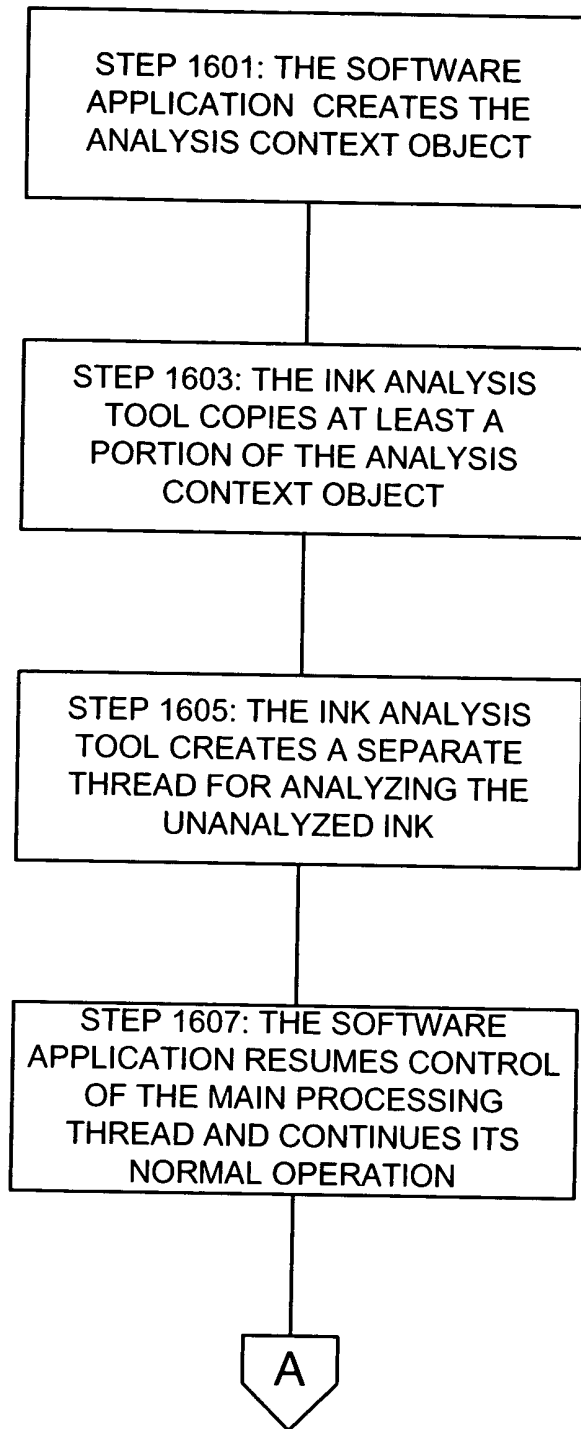 STEP 1601: THE SOFTWARE
APPLICATION CREATES THE
ANALYSIS CONTEXT OBJECT
STEP 1603: THE INK ANALYSIS
TOOL COPIES AT LEAST A
PORTION OF THE ANALYSIS
CONTEXT OBJECT
STEP 1605: THE INK ANALYSIS
TOOL CREATES A SEPARATE
THREAD FOR ANALYZING THE
UNANALYZED INK
STEP 1607: THE SOFTWARE
APPLICATION RESUMES CONTROL
OF THE MAIN PROCESSING
THREAD AND CONTINUES ITS
NORMAL OPERATION
A